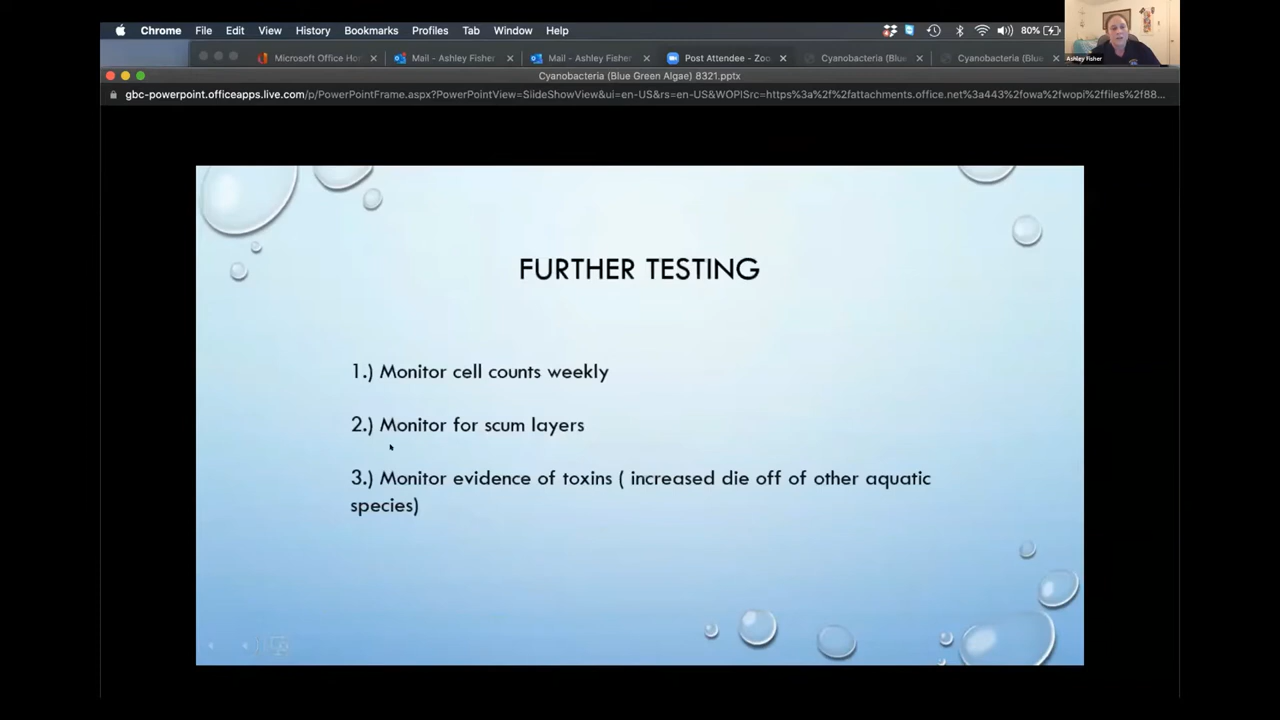 Chrome File Edit View History Bookmarks Profiles Tab Window Help 80%
Microsoft Office Hor Mail - Ashley Fisher Mail - Ashley Fisher Post Attendee - Zoo Cyanobacteria (Blue Cyanobacteria (Blue
Ashley Fisher
Cyanobacteria (Blue Green Algae) 8321.pptx
gbc-powerpoint.officeapps.live.com/p/PowerPointFrame.aspx?PowerPointView=SlideShowView&ui=en-US&rs=en-US&WOPISrc=https%3a%2f%2fattachments.office.net%3a443%2fowa%2fwopi%2ffiles%2f88...
FURTHER TESTING
1.) Monitor cell counts weekly
2.) Monitor for scum layers
3.) Monitor evidence of toxins ( increased die off of other aquatic
species)